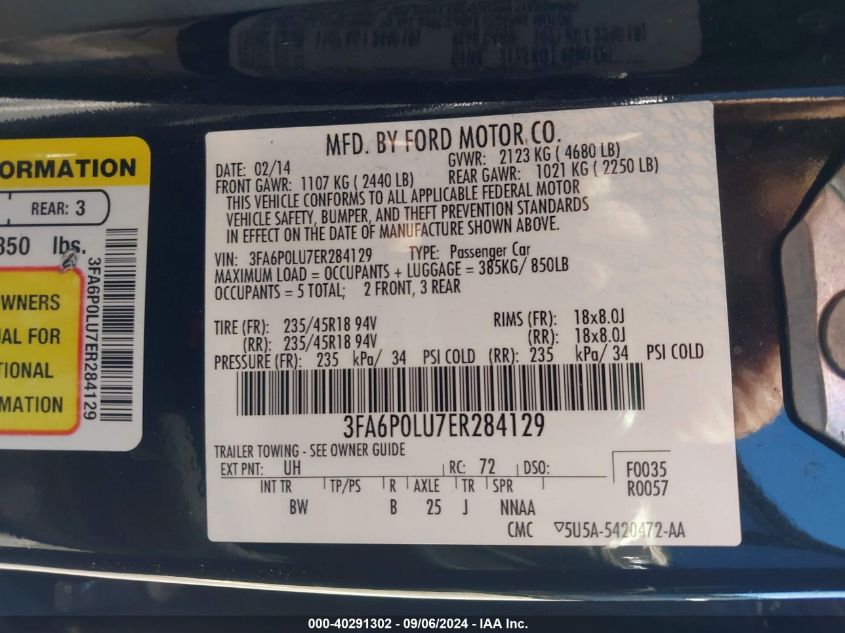 MFD. BY FORD MOTOR CO.
DATE: 02/14
GVWR: 2123 KG ( 4680 LB)
FRONT GAWR: 1107 KG ( 2440 LB)
REAR GAWR: 1021 KG ( 2250 LB)
THIS VEHICLE CONFORMS TO ALL APPLICABLE FEDERAL MOTOR
VEHICLE SAFETY, BUMPER, AND THEFT PREVENTION STANDARDS
IN EFFECT ON THE DATE OF MANUFACTURE SHOWN ABOVE.
VIN: 3FA6P0LU7ER284129 TYPE: Passenger Car
MAXIMUM LOAD = OCCUPANTS + LUGGAGE = 385KG/ 850LB
OCCUPANTS = 5 TOTAL; 2 FRONT, 3 REAR
TIRE (FR): 235/45R18 94V RIMS (FR): 18x8.0J
(RR): 235/45R18 94V (RR): 18x8.0J
PRESSURE (FR): 235 kPa/ 34 PSI COLD (RR): 235 kPa/ 34 PSI COLD
3FA6P0LU7ER284129
TRAILER TOWING - SEE OWNER GUIDE
EXT PNT: UH RC: 72 DSO: F0035
R0057
INT TR TP/PS R AXLE TR SPR
BW B 25 J NNAA
CMC 5U5A-5420472-AA
ORMATION
REAR: 3
850 lbs.
OWNERS
UAL FOR
TIONAL
RMATION
3FA6P0LU7ER284129
000-40291302 - 09/06/2024 - IAA Inc.